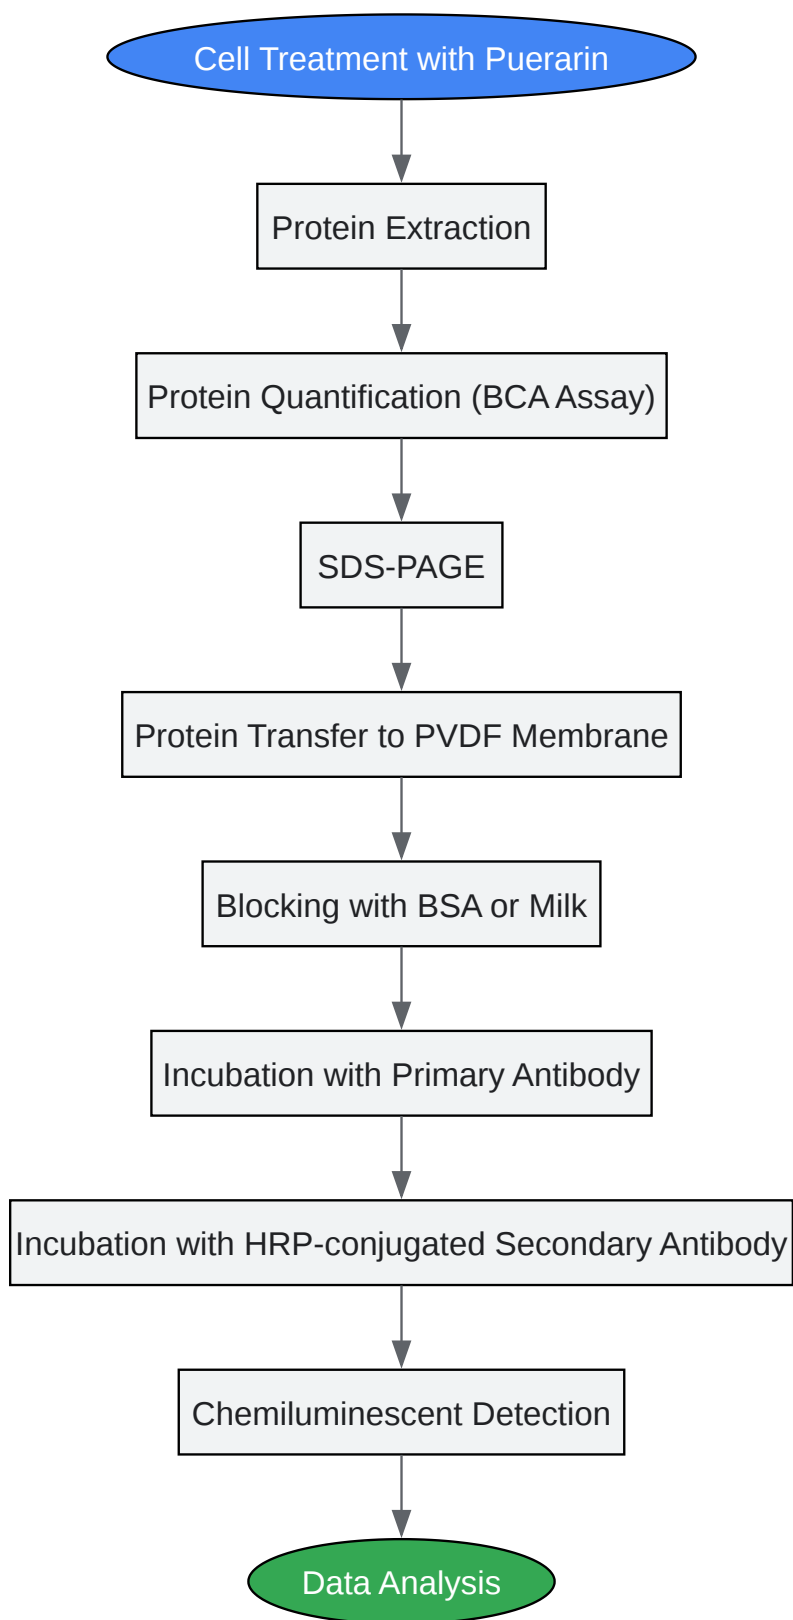 Cell Treatment with Puerarin
Protein Extraction
Protein Quantification (BCA Assay)
SDS-PAGE
Protein Transfer to PVDF Membrane
Blocking with BSA or Milk
Incubation with Primary Antibody
Incubation with HRP-conjugated Secondary Antibody
Chemiluminescent Detection
Data Analysis